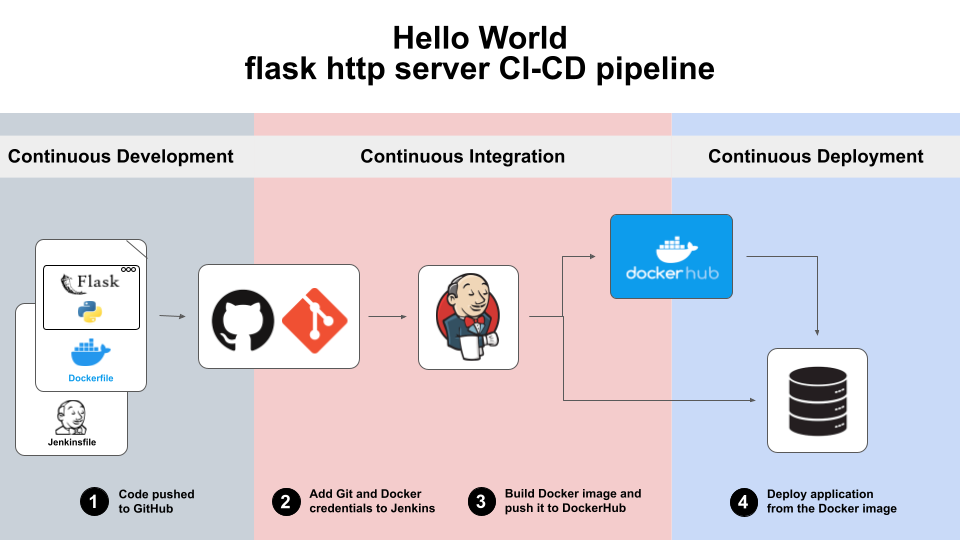 Hello World
flask http server CI-CD pipeline
Continuous Development
Continuous Integration
Continuous Deployment
Flask
Dockerfile
Jenkinsfile
docker hub
1
Code pushed
to GitHub
2
Add Git and Docker
credentials to Jenkins
3
Build Docker image and
push it to DockerHub
4
Deploy application
from the Docker image